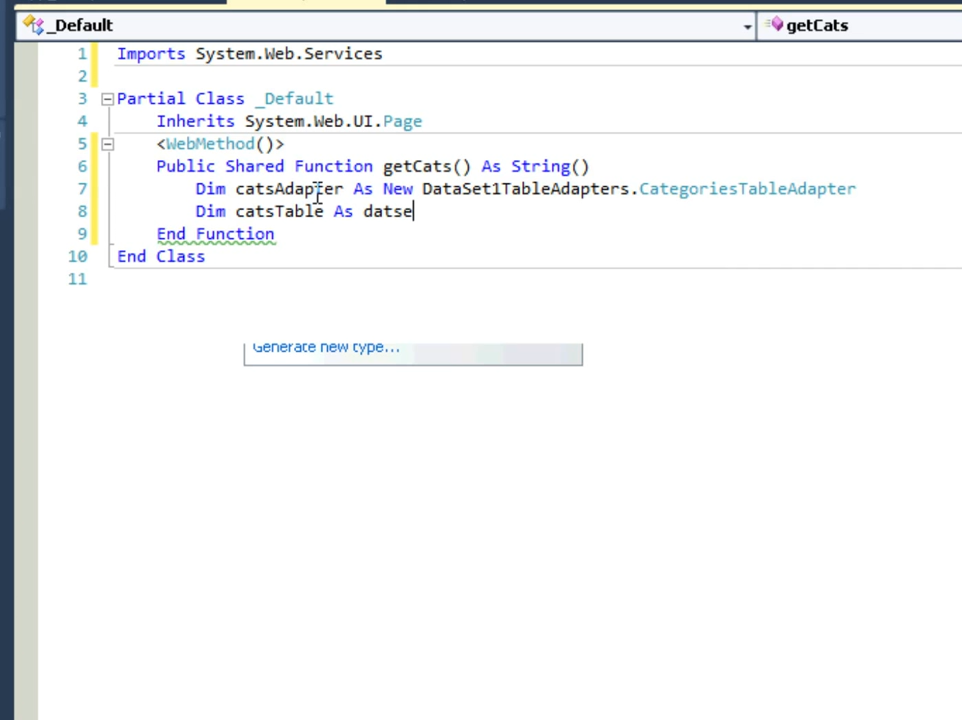 _Default
getCats
1 Imports System.Web.Services
2
3 Partial Class _Default
4 Inherits System.Web.UI.Page
5 <WebMethod()>
6 Public Shared Function getCats() As String()
7 Dim catsAdapter As New DataSet1TableAdapters.CategoriesTableAdapter
8 Dim catsTable As datse
9 End Function
10 End Class
11
Generate new type...